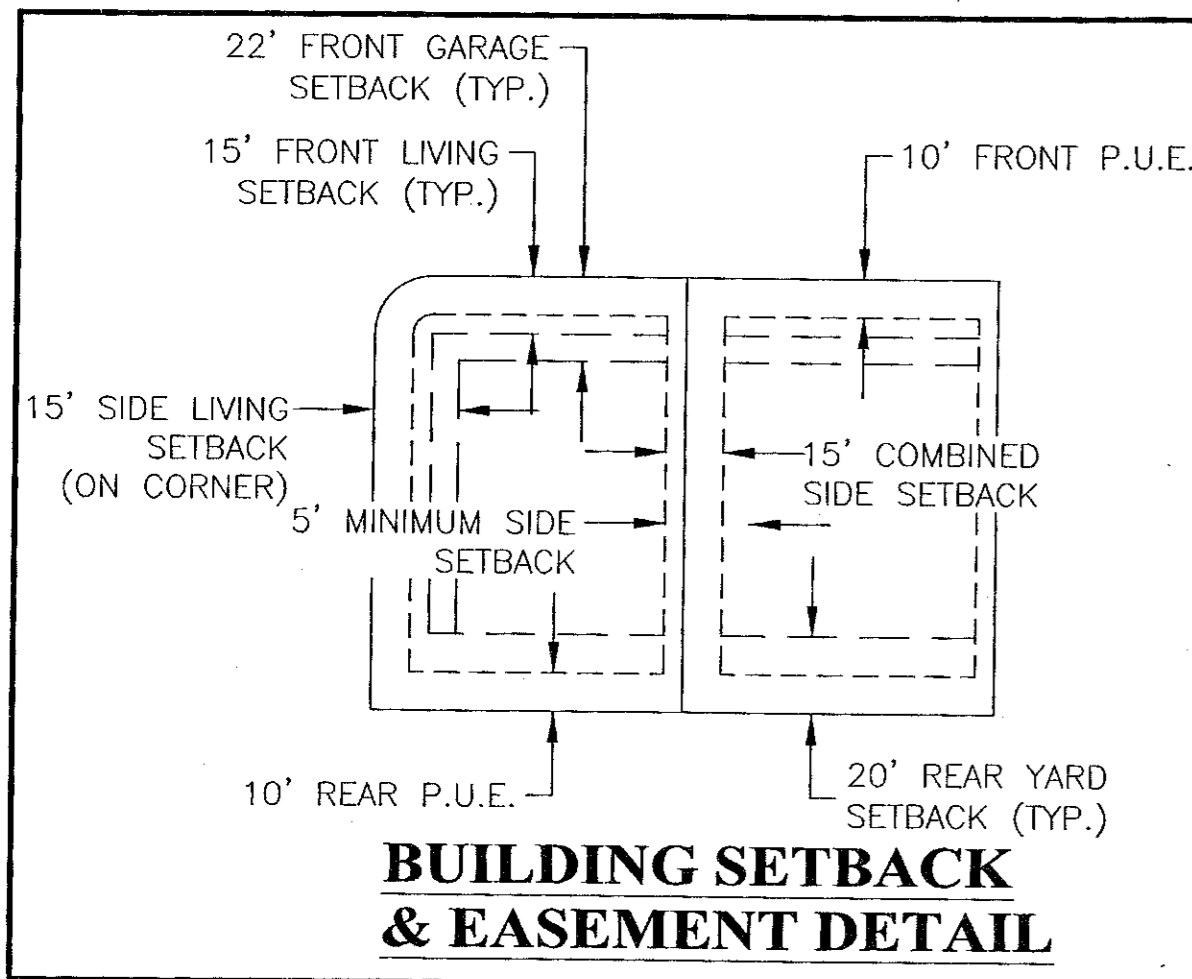 22' FRONT GARAGE
SETBACK (TYP.)
15' FRONT LIVING
SETBACK (TYP.)
10' FRONT P.U.E.
15' SIDE LIVING
SETBACK
(ON CORNER)
15' COMBINED
SIDE SETBACK
5' MINIMUM SIDE
SETBACK
10' REAR P.U.E.
20' REAR YARD
SETBACK (TYP.)
BUILDING SETBACK
& EASEMENT DETAIL